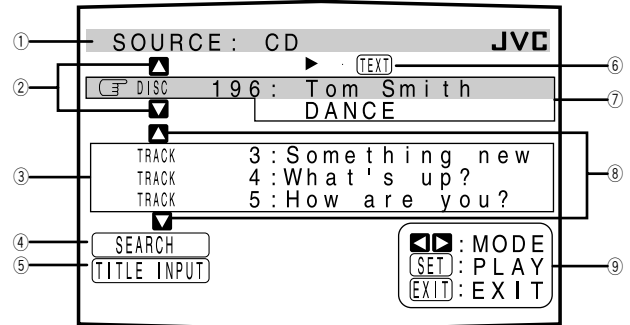 ① SOURCE: CD JVC
TEXT ⑥
② DISC 196: Tom Smith ⑦
DANCE
③ TRACK 3:Something new
TRACK 4:What's up? ⑧
TRACK 5:How are you?
④ SEARCH : MODE
⑤ TITLE INPUT SET : PLAY ⑨
EXIT : EXIT